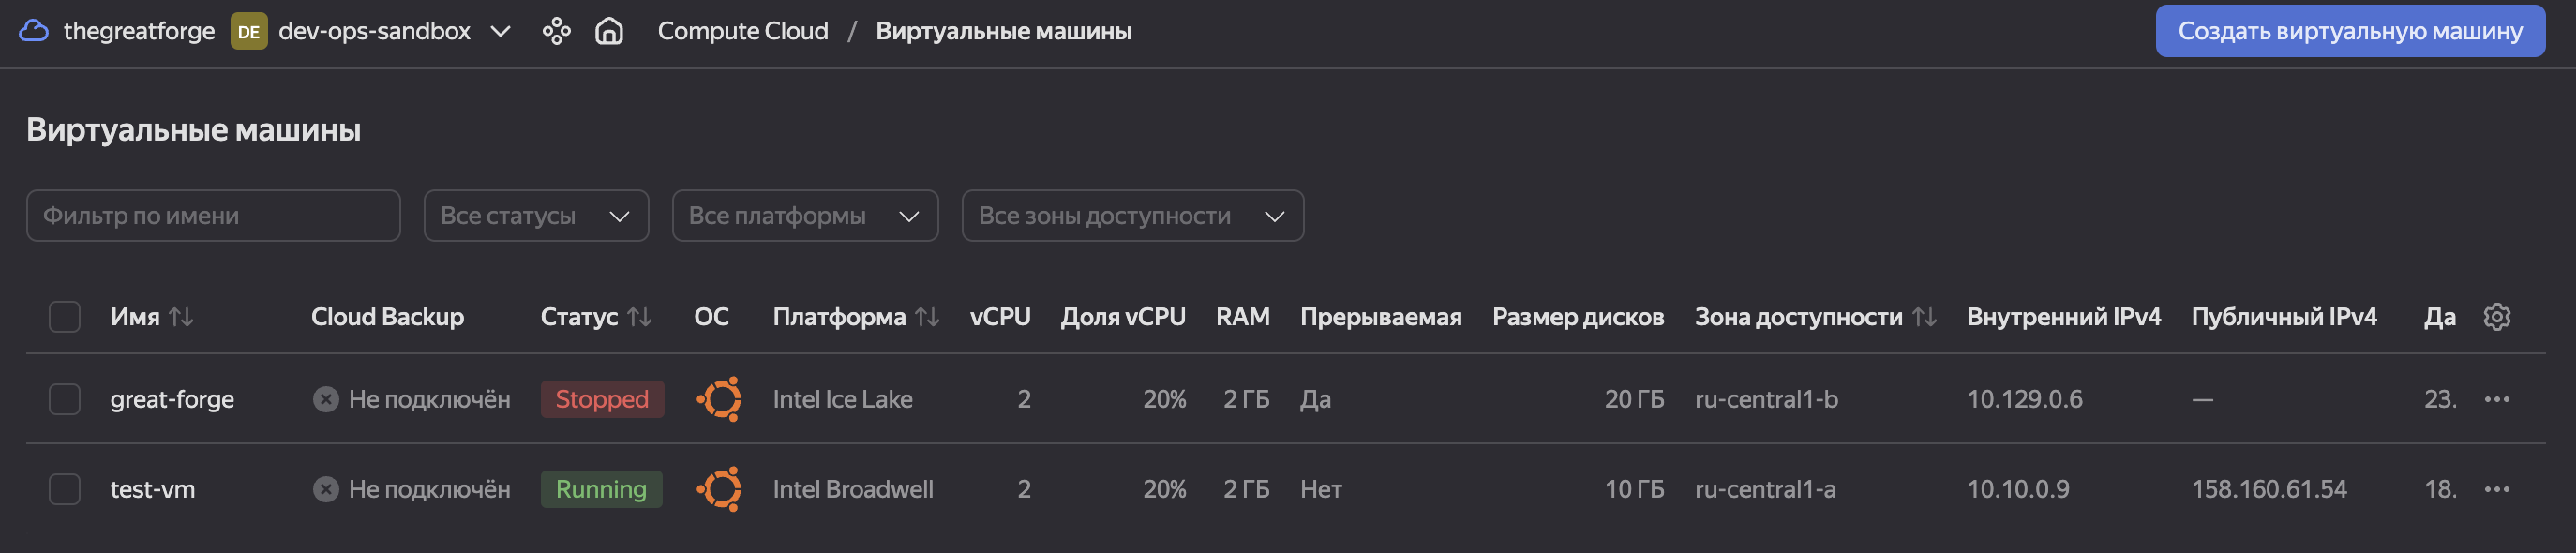 thegreatforge DE dev-ops-sandbox Compute Cloud / Виртуальные машины Создать виртуальную машину
Виртуальные машины
Фильтр по имени Все статусы Все платформы Все зоны доступности
Имя Cloud Backup Статус ОС Платформа vCPU Доля vCPU RAM Прерываемая Размер дисков Зона доступности Внутренний IPv4 Публичный IPv4 Да
great-forge Не подключён Stopped Intel Ice Lake 2 20% 2 ГБ Да 20 ГБ ru-central1-b 10.129.0.6 — 23.
test-vm Не подключён Running Intel Broadwell 2 20% 2 ГБ Нет 10 ГБ ru-central1-a 10.10.0.9 158.160.61.54 18.